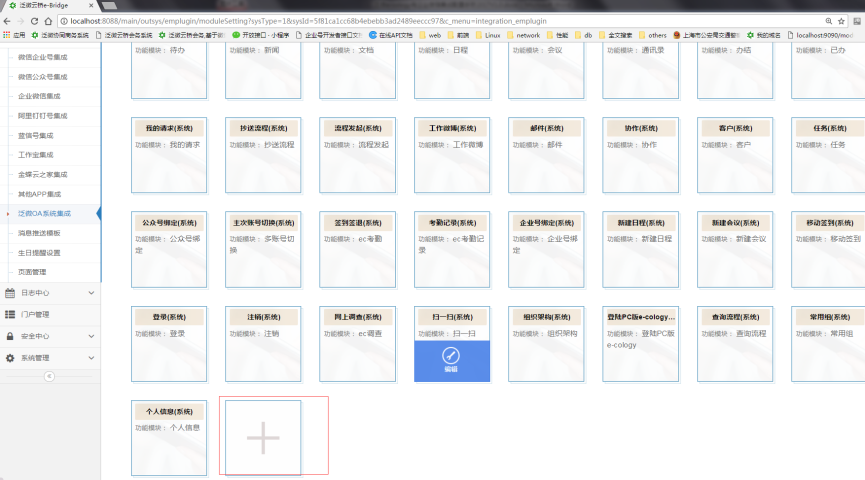 泛微云桥e-Bridge
localhost:8088/main/outsys/emplugin/moduleSetting?sysType=1&sysId=5f81ca1cc68b4ebebb3ad2489eeccc97&c_menu=integration_emplugin
应用 泛微协同商务系统 泛微云桥会务系统 泛微云桥会务,基于微 开放接口 - 小程序 企业号开发者接口文 在线API文档 web 前端 Linux network 性能 db 全文搜索 others 上海市公安局交通警 我的域名 localhost:9090/mod
微信企业号集成
微信公众号集成
企业微信集成
阿里钉钉号集成
蓝信号集成
工作宝集成
金蝶云之家集成
其他APP集成
泛微OA系统集成
消息推送模板
生日提醒设置
页面管理
日志中心
门户管理
安全中心
系统管理
功能模块： 待办
功能模块： 新闻
功能模块： 文档
功能模块： 日程
功能模块： 会议
功能模块： 通讯录
功能模块： 办结
功能模块： 已办
我的请求(系统)
功能模块： 我的请求
抄送流程(系统)
功能模块： 抄送流程
流程发起(系统)
功能模块： 流程发起
工作微博(系统)
功能模块： 工作微博
邮件(系统)
功能模块： 邮件
协作(系统)
功能模块： 协作
客户(系统)
功能模块： 客户
任务(系统)
功能模块： 任务
公众号绑定(系统)
功能模块： 公众号绑
定
主次账号切换(系统)
功能模块： 多账号切
换
签到签退(系统)
功能模块： ec考勤
考勤记录(系统)
功能模块： ec考勤记
录
企业号绑定(系统)
功能模块： 企业号绑
定
新建日程(系统)
功能模块： 新建日程
新建会议(系统)
功能模块： 新建会议
移动签到(系统)
功能模块： 移动签到
登录(系统)
功能模块： 登录
注销(系统)
功能模块： 注销
网上调查(系统)
功能模块： ec调查
扫一扫(系统)
功能模块： 扫一扫
编辑
组织架构(系统)
功能模块： 组织架构
登陆PC版e-cology...
功能模块： 登陆PC版
e-cology
查询流程(系统)
功能模块： 查询流程
常用组(系统)
功能模块： 常用组
个人信息(系统)
功能模块： 个人信息